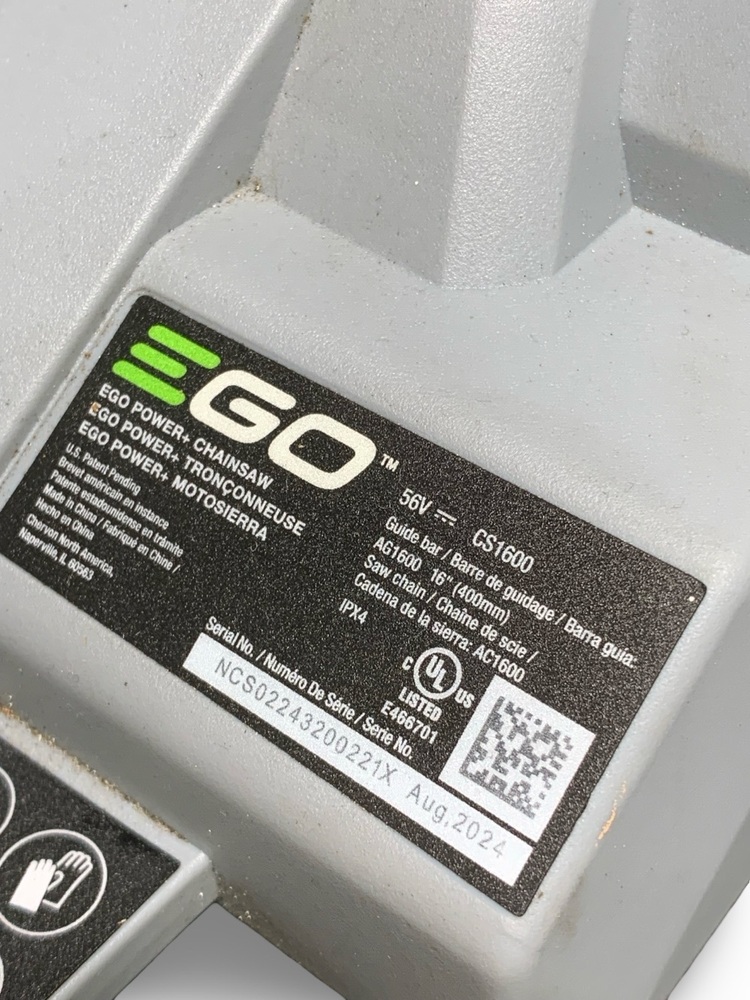 EGO™
EGO POWER+ CHAINSAW
EGO POWER+ TRONÇONNEUSE
EGO POWER+ MOTOSIERRA
U.S. Patent Pending
Brevet américain en instance
Patente estadounidense en trámite
Made in China / Fabriqué en Chine /
Hecho en China
Chervon North America,
Naperville, IL 60563
56V ⎓ CS1600
Guide bar / Barre de guidage / Barra guía:
AG1600 16" (400mm)
Saw chain / Chaîne de scie /
Cadena de la sierra: AC1600
IPX4
C UL US
LISTED
E466701
Serial No. / Numéro De Série / Serie No.
NCS02243200221X Aug,2024